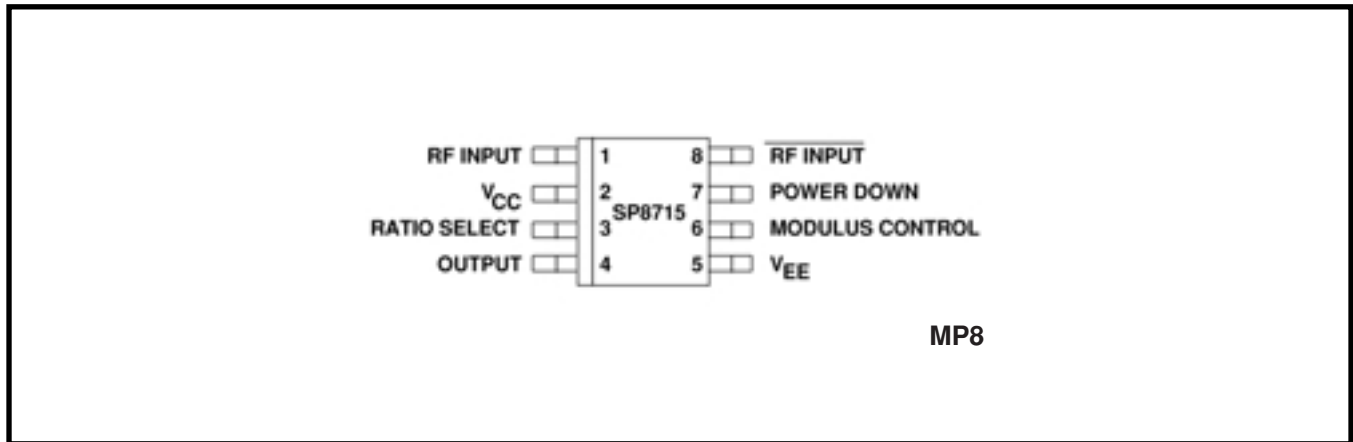 RF INPUT 1 8 RF INPUT
VCC 2 7 POWER DOWN
SP8715
RATIO SELECT 3 6 MODULUS CONTROL
OUTPUT 4 5 VEE
MP8